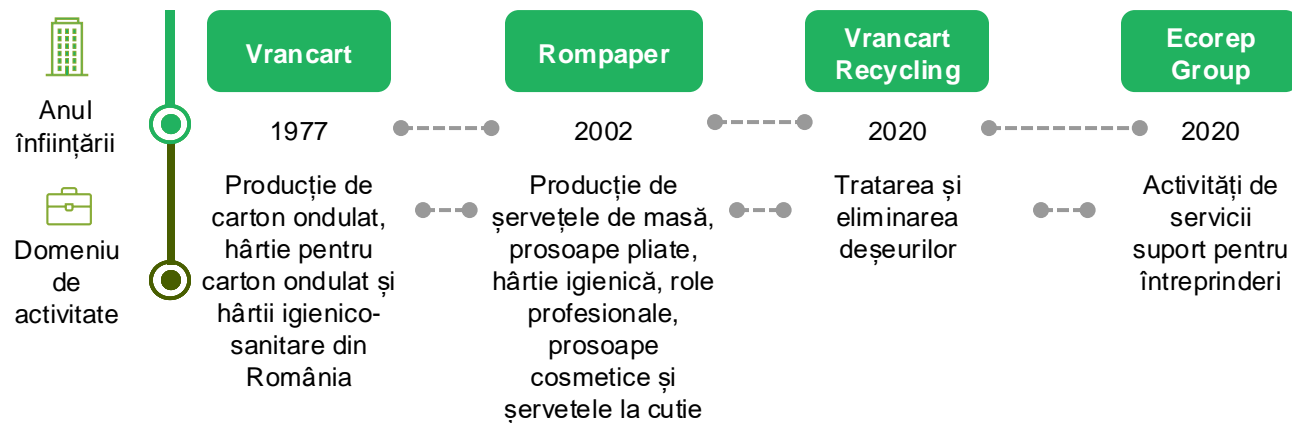 Vrancart
Rompaper
Vrancart
Recycling
Ecorep
Group
Anul
înființării
1977
2002
2020
2020
Domeniu
de
activitate
Producție de
carton ondulat,
hârtie pentru
carton ondulat și
hârtii igienico-
sanitare din
România
Producție de
șervețele de masă,
prosoape pliate,
hârtie igienică, role
profesionale,
prosoape
cosmetice și
șervetele la cutie
Tratarea și
eliminarea
deșeurilor
Activități de
servicii
suport pentru
întreprinderi